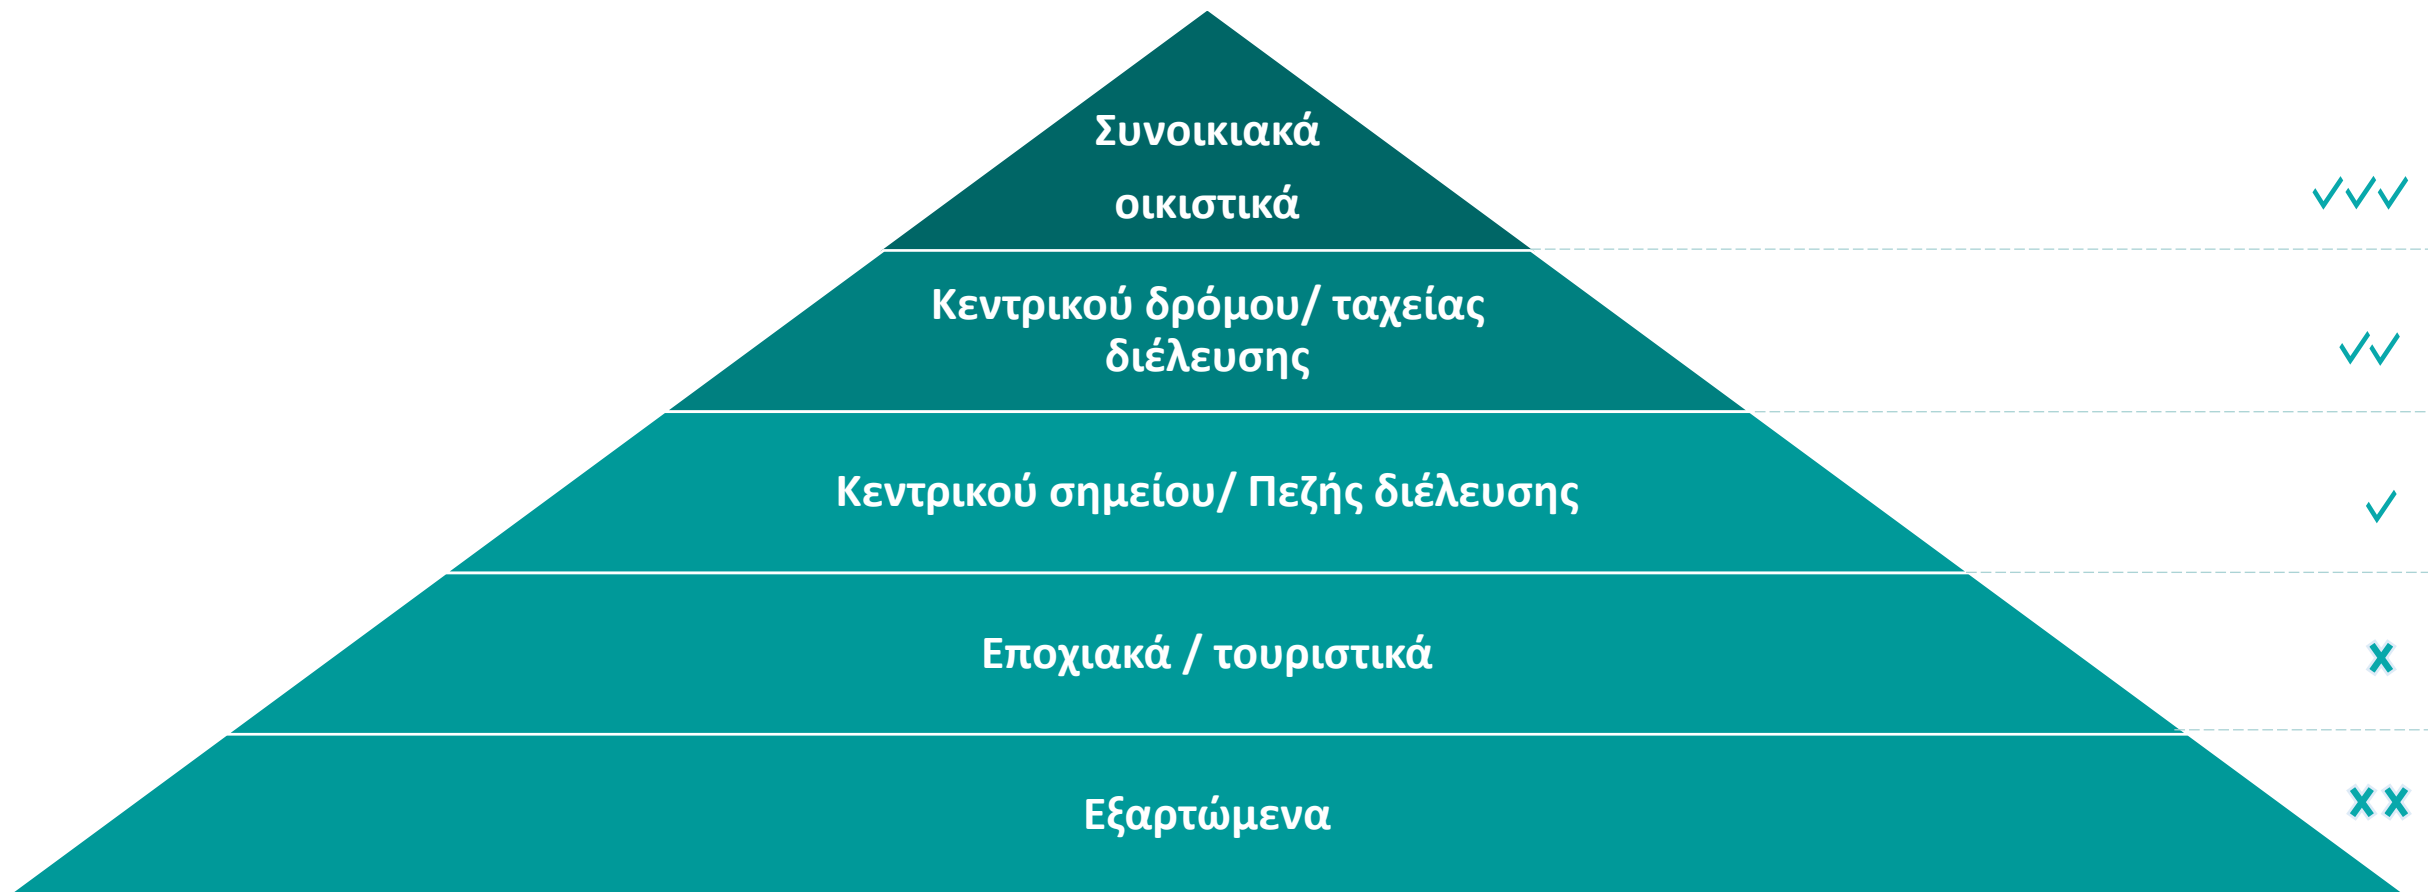 Συνοικιακά
οικιστικά
✓✓✓
Κεντρικού δρόμου/ ταχείας
διέλευσης
✓✓
Κεντρικού σημείου/ Πεζής διέλευσης
✓
Εποχιακά / τουριστικά
✘
Εξαρτώμενα
✘✘